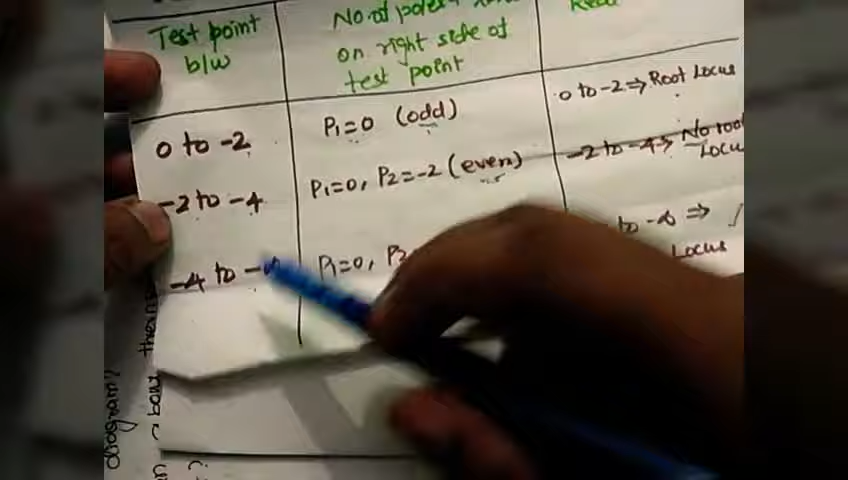 Test point
b/w
No of poles
on right side of
test point
0 to -2
P1=0 (odd)
0 to -2 ⇒ Root Locus
-2 to -4
P1=0, P2=-2 (even)
-2 to -4 ⇒ No root
Locus
-4 to -∞
P1=0, P2
to -∞ ⇒
Locus
diagram?